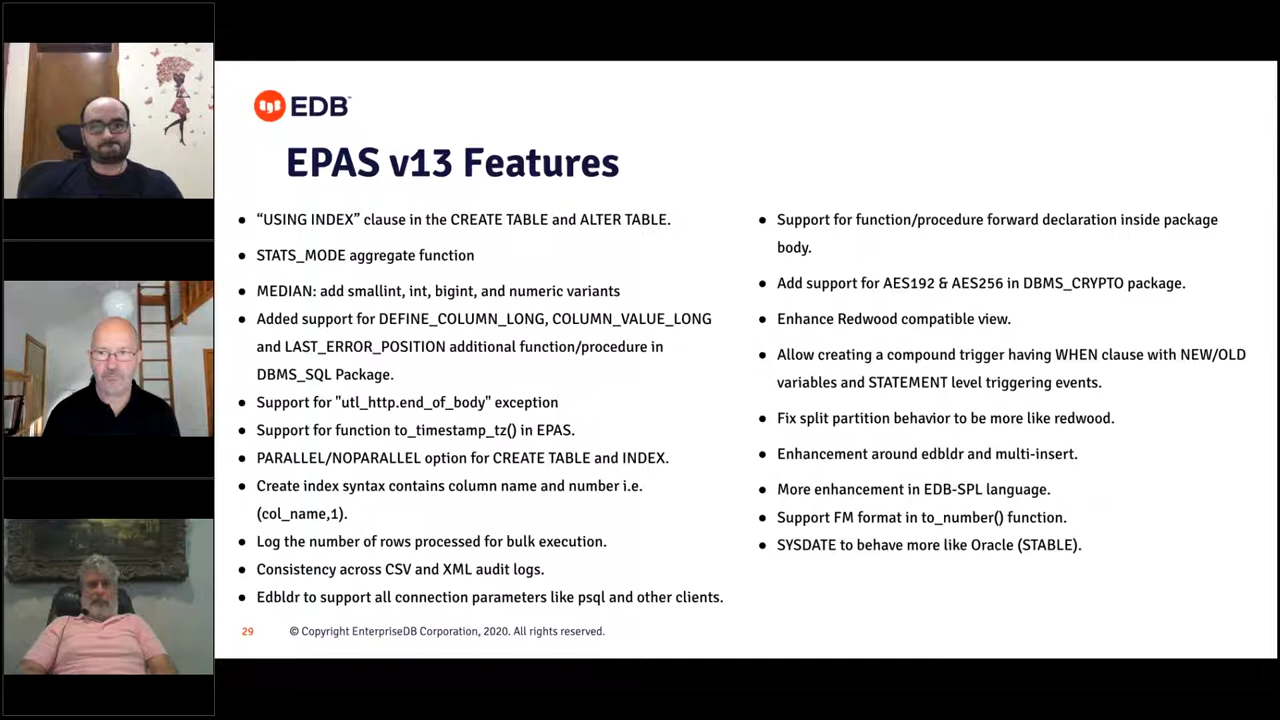 EDB™
EPAS v13 Features
● “USING INDEX” clause in the CREATE TABLE and ALTER TABLE.
● STATS_MODE aggregate function
● MEDIAN: add smallint, int, bigint, and numeric variants
● Added support for DEFINE_COLUMN_LONG, COLUMN_VALUE_LONG
and LAST_ERROR_POSITION additional function/procedure in
DBMS_SQL Package.
● Support for "utl_http.end_of_body" exception
● Support for function to_timestamp_tz() in EPAS.
● PARALLEL/NOPARALLEL option for CREATE TABLE and INDEX.
● Create index syntax contains column name and number i.e.
(col_name,1).
● Log the number of rows processed for bulk execution.
● Consistency across CSV and XML audit logs.
● Edbldr to support all connection parameters like psql and other clients.
● Support for function/procedure forward declaration inside package
body.
● Add support for AES192 & AES256 in DBMS_CRYPTO package.
● Enhance Redwood compatible view.
● Allow creating a compound trigger having WHEN clause with NEW/OLD
variables and STATEMENT level triggering events.
● Fix split partition behavior to be more like redwood.
● Enhancement around edbldr and multi-insert.
● More enhancement in EDB-SPL language.
● Support FM format in to_number() function.
● SYSDATE to behave more like Oracle (STABLE).
29 © Copyright EnterpriseDB Corporation, 2020. All rights reserved.